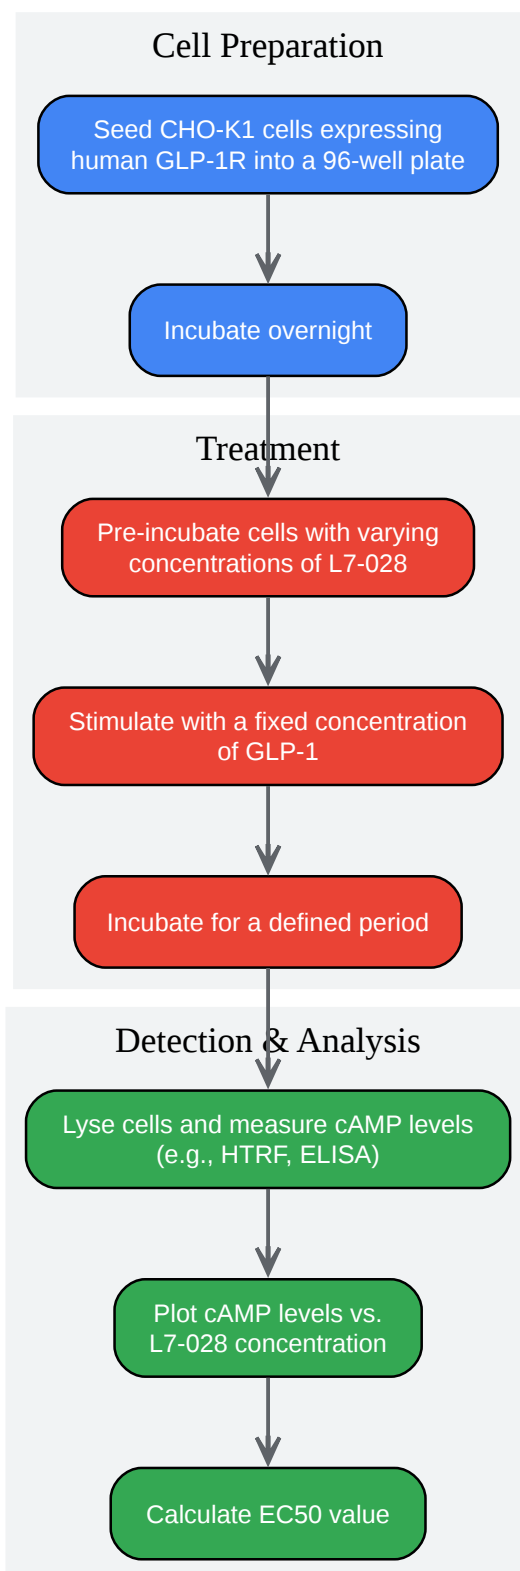 Cell Preparation
Seed CHO-K1 cells expressing
human GLP-1R into a 96-well plate
Incubate overnight
Treatment
Pre-incubate cells with varying
concentrations of L7-028
Stimulate with a fixed concentration
of GLP-1
Incubate for a defined period
Detection & Analysis
Lyse cells and measure cAMP levels
(e.g., HTRF, ELISA)
Plot cAMP levels vs.
L7-028 concentration
Calculate EC50 value